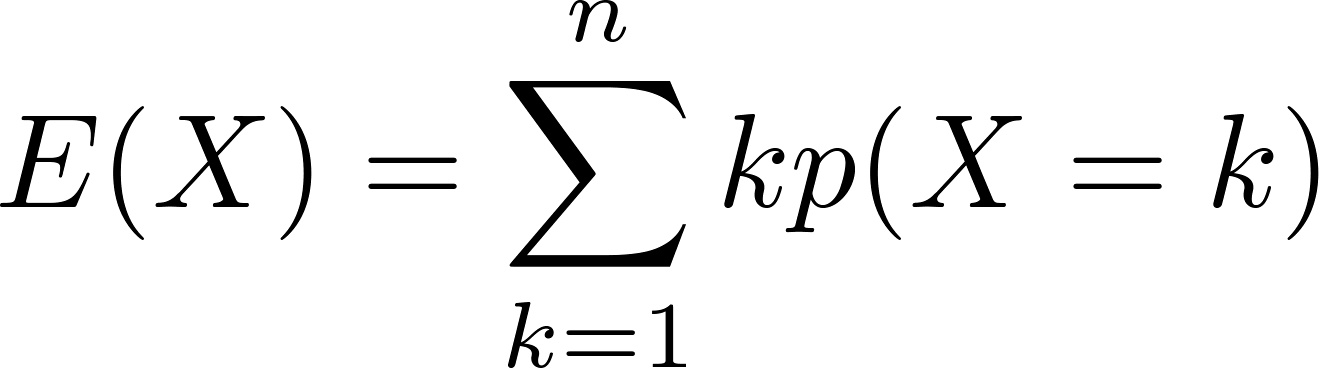 E(X) = \sum_{k=1}^{n} kp(X = k)